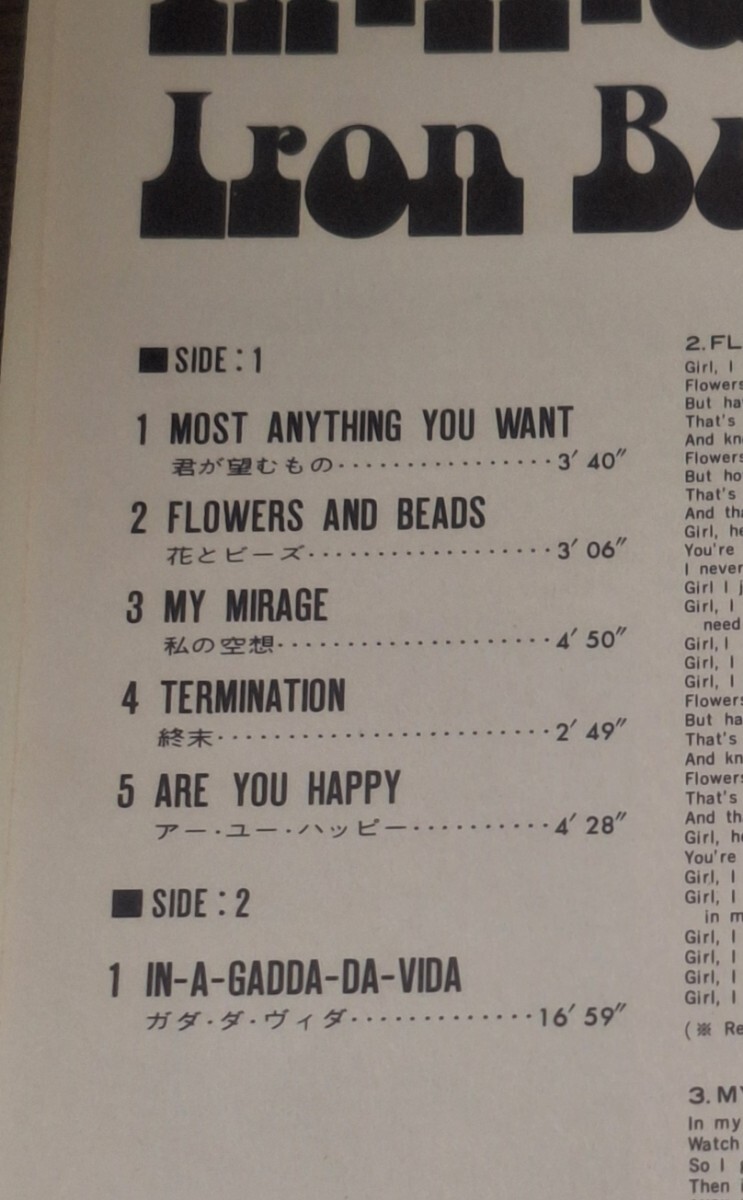 Iron
SIDE : 1
1 MOST ANYTHING YOU WANT
君が望むもの················3′ 40″
2 FLOWERS AND BEADS
花とビーズ··················3′ 06″
3 MY MIRAGE
私の空想····················4′ 50″
4 TERMINATION
終末························2′ 49″
5 ARE YOU HAPPY
アー·ユー·ハッピー··········4′ 28″
SIDE : 2
1 IN-A-GADDA-DA-VIDA
ガダ·ダ·ヴィダ·············16′ 59″
2. FL
Girl, I
Flowers
But ha
That's
And kn
Flowers
But ho
That's
And tha
Girl, he
You're
I never
Girl I j
Girl, I
need
Girl, I
Girl, I
Girl, I
Flowers
But ha
That's
And kn
Flowers
That's
And th
Girl, he
You're
Girl, I
Girl, I
in m
Girl, I
Girl, I
Girl, I
Girl, I
(※ Re
3. MY
In my
Watch
So I
Then i